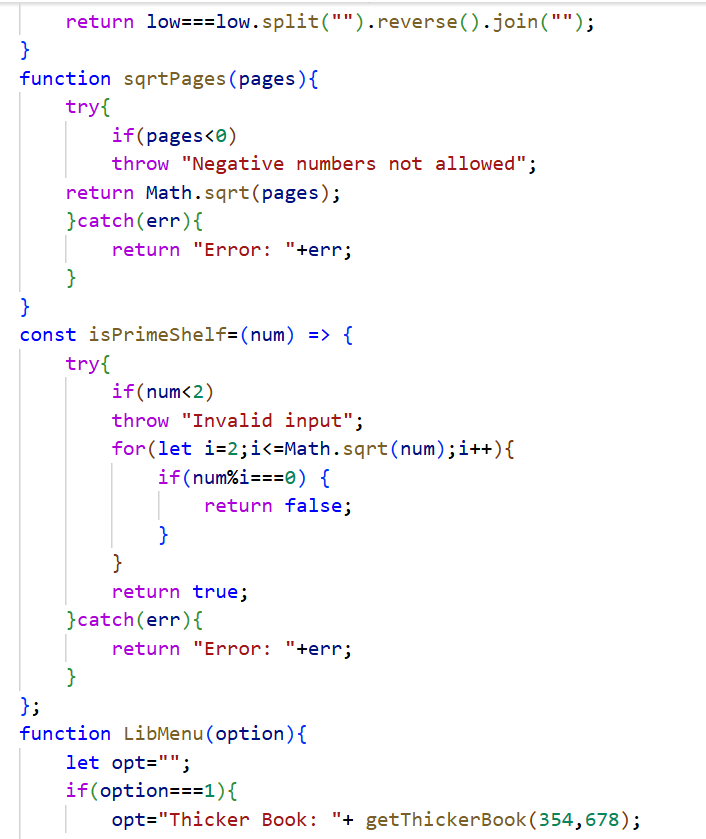 return low===low.split("").reverse().join("");
}
function sqrtPages(pages){
    try{
        if(pages<0)
        throw "Negative numbers not allowed";
    return Math.sqrt(pages);
    }catch(err){
        return "Error: "+err;
    }
}
const isPrimeShelf=(num) => {
    try{
        if(num<2)
        throw "Invalid input";
        for(let i=2;i<=Math.sqrt(num);i++){
            if(num%i===0) {
                return false;
            }
        }
        return true;
    }catch(err){
        return "Error: "+err;
    }
};
function LibMenu(option){
    let opt="";
    if(option===1){
        opt="Thicker Book: "+ getThickerBook(354,678);